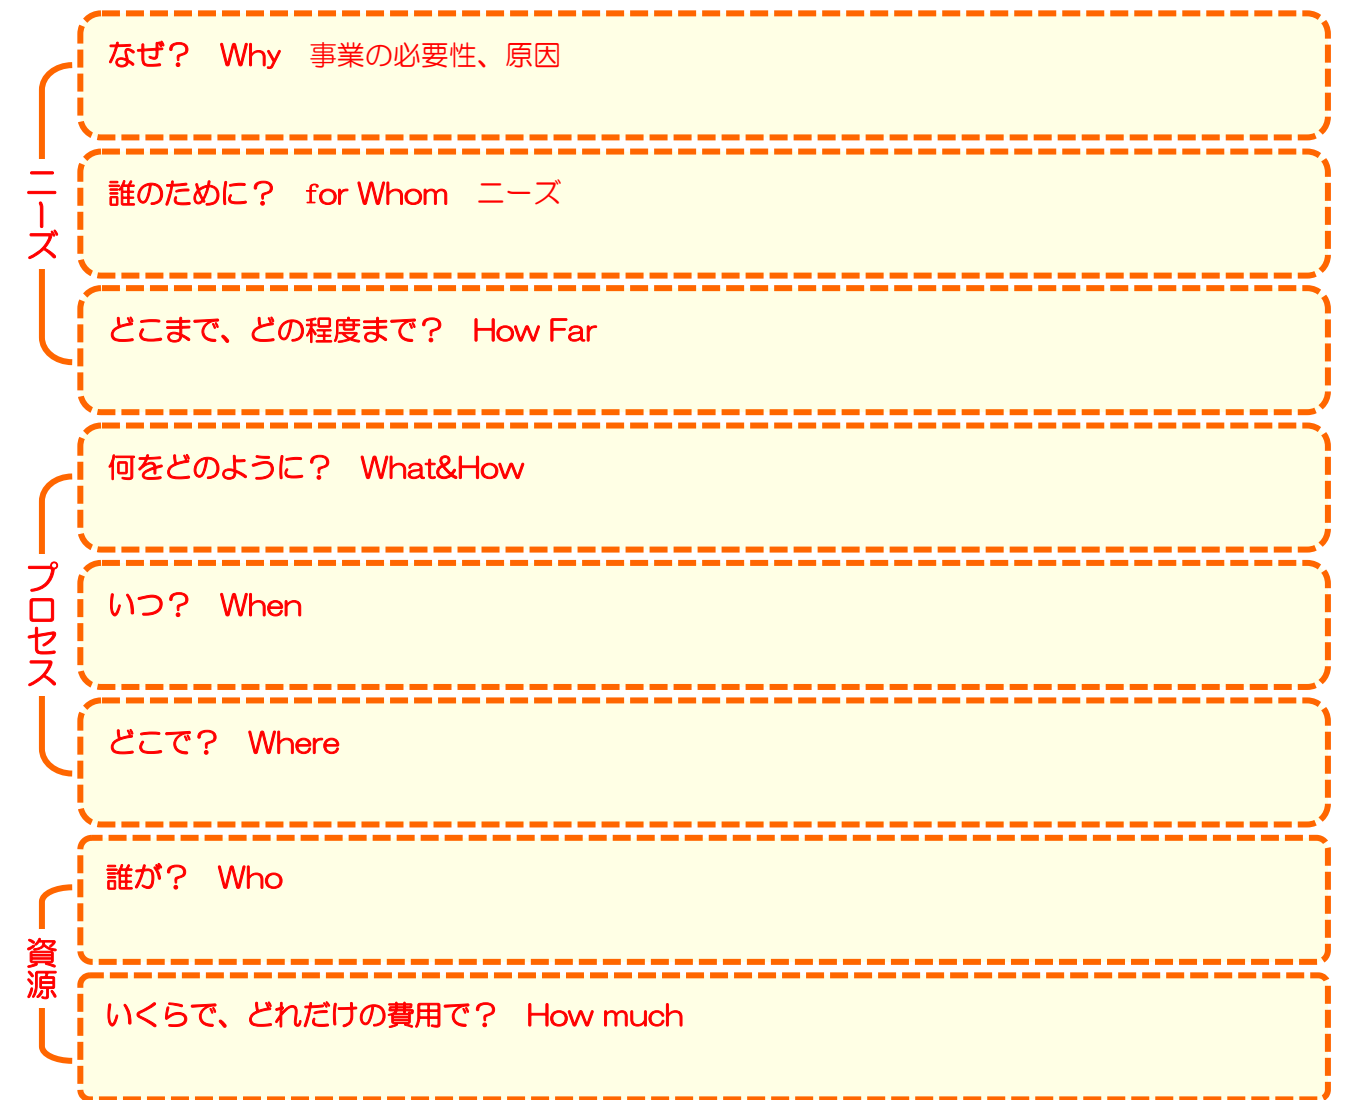 ニーズ
なぜ？　Why　事業の必要性、原因
誰のために？　for Whom　ニーズ
どこまで、どの程度まで？　How Far
プロセス
何をどのように？　What&How
いつ？　When
どこで？　Where
資源
誰が？　Who
いくらで、どれだけの費用で？　How much